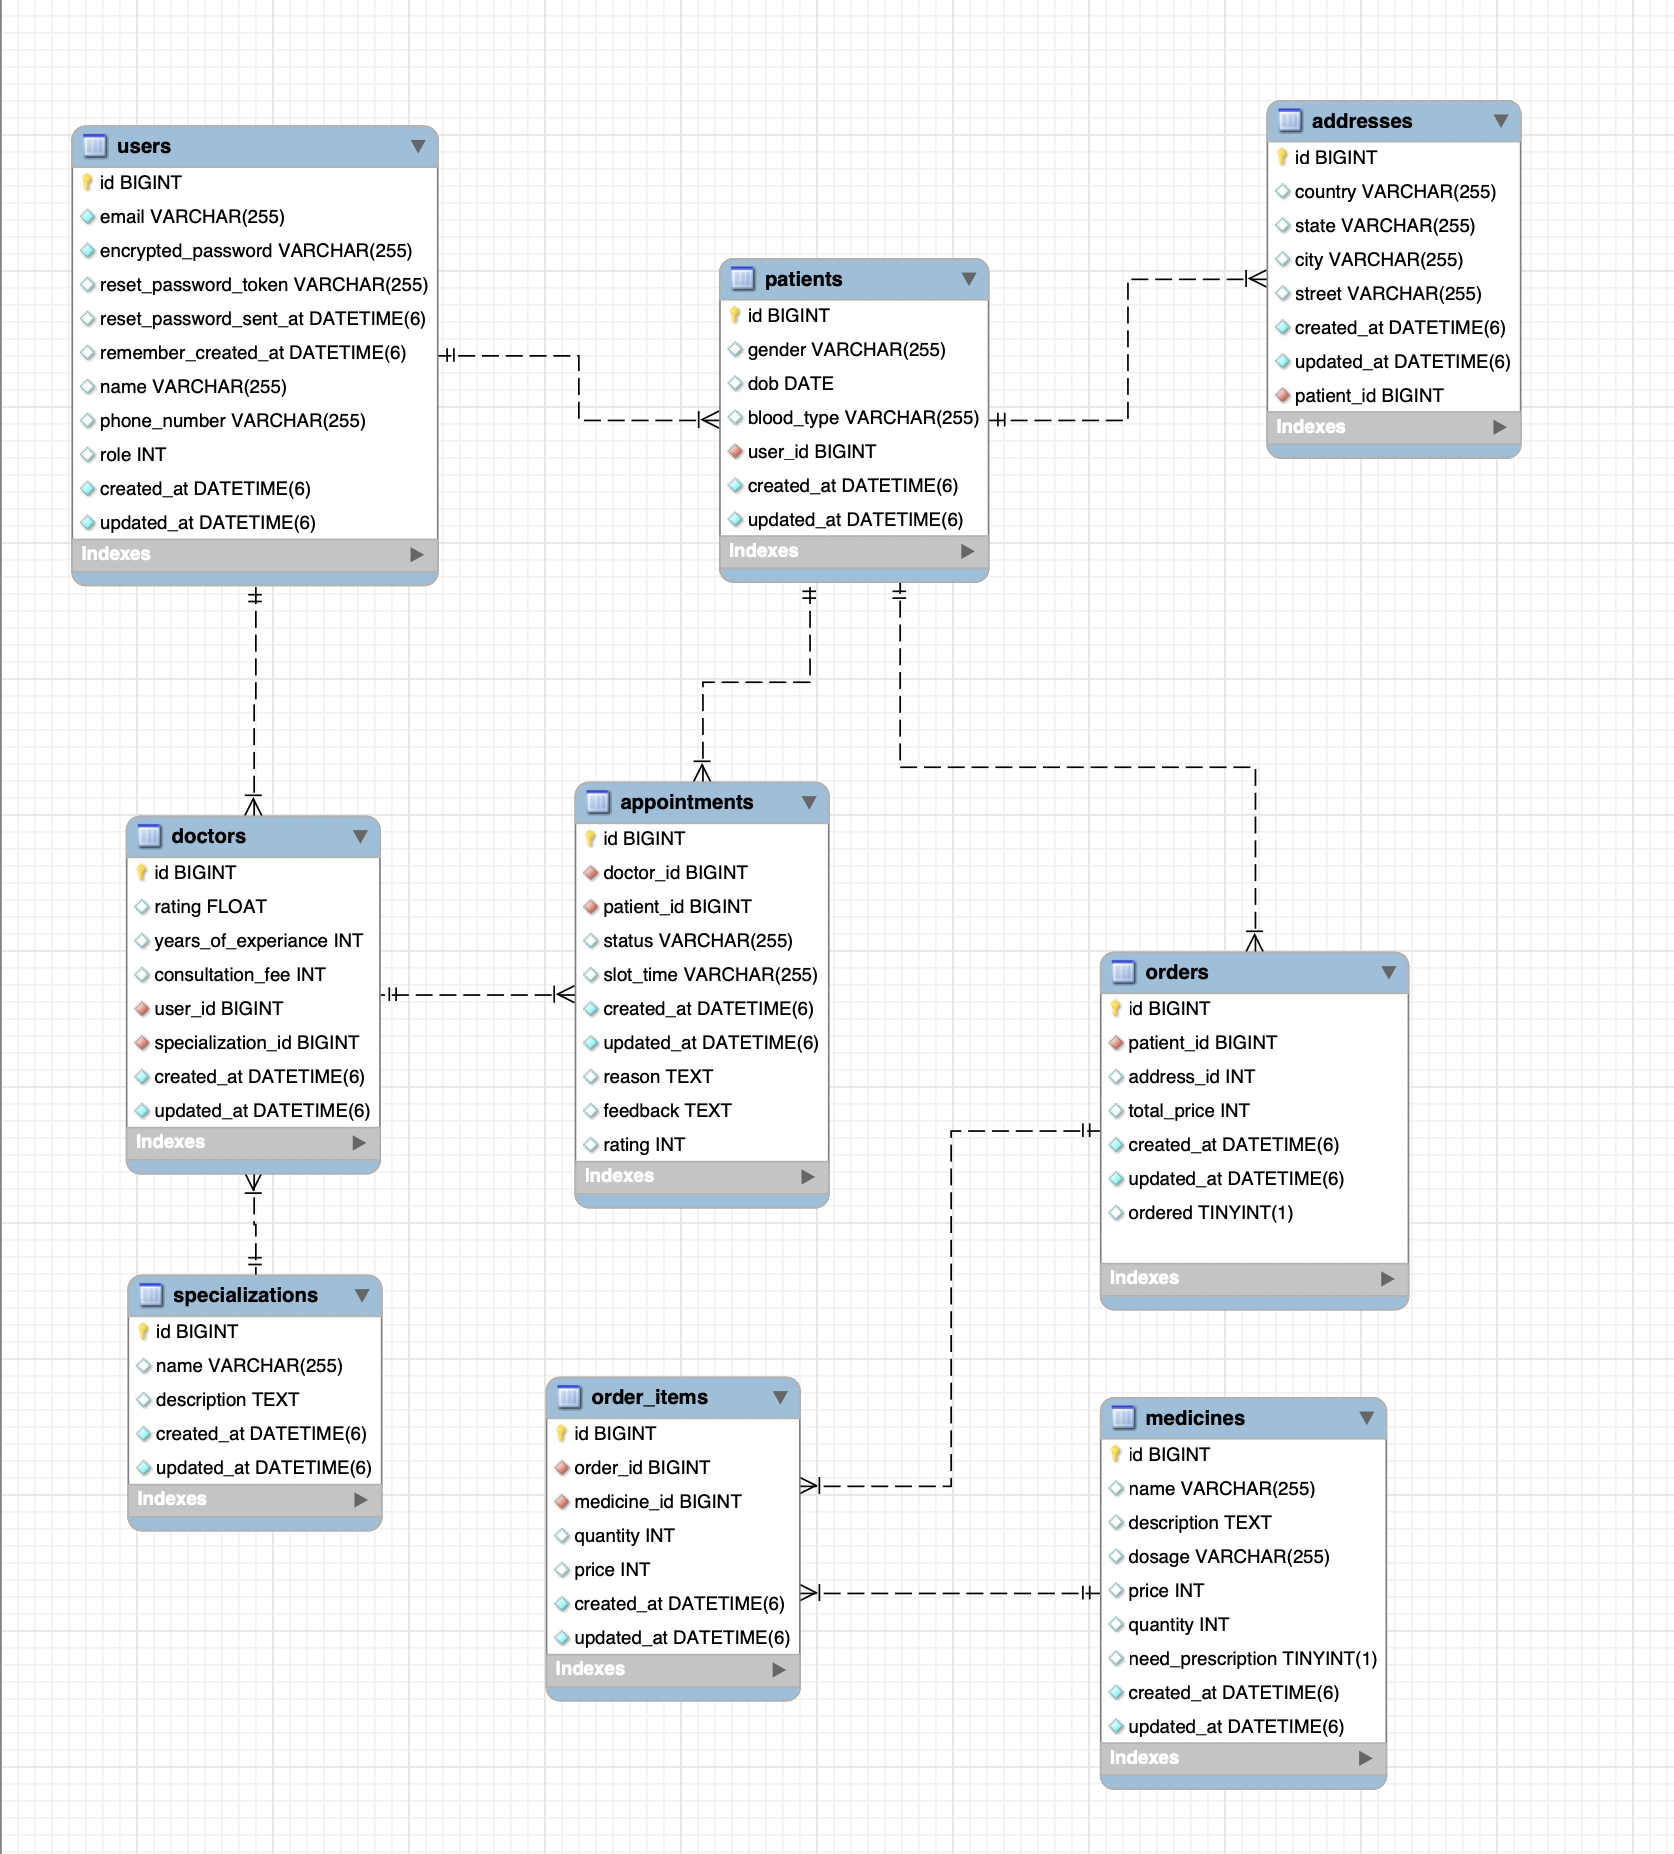 users
id BIGINT
email VARCHAR(255)
encrypted_password VARCHAR(255)
reset_password_token VARCHAR(255)
reset_password_sent_at DATETIME(6)
remember_created_at DATETIME(6)
name VARCHAR(255)
phone_number VARCHAR(255)
role INT
created_at DATETIME(6)
updated_at DATETIME(6)
Indexes
patients
id BIGINT
gender VARCHAR(255)
dob DATE
blood_type VARCHAR(255)
user_id BIGINT
created_at DATETIME(6)
updated_at DATETIME(6)
Indexes
addresses
id BIGINT
country VARCHAR(255)
state VARCHAR(255)
city VARCHAR(255)
street VARCHAR(255)
created_at DATETIME(6)
updated_at DATETIME(6)
patient_id BIGINT
Indexes
doctors
id BIGINT
rating FLOAT
years_of_experiance INT
consultation_fee INT
user_id BIGINT
specialization_id BIGINT
created_at DATETIME(6)
updated_at DATETIME(6)
Indexes
appointments
id BIGINT
doctor_id BIGINT
patient_id BIGINT
status VARCHAR(255)
slot_time VARCHAR(255)
created_at DATETIME(6)
updated_at DATETIME(6)
reason TEXT
feedback TEXT
rating INT
Indexes
orders
id BIGINT
patient_id BIGINT
address_id INT
total_price INT
created_at DATETIME(6)
updated_at DATETIME(6)
ordered TINYINT(1)
Indexes
specializations
id BIGINT
name VARCHAR(255)
description TEXT
created_at DATETIME(6)
updated_at DATETIME(6)
Indexes
order_items
id BIGINT
order_id BIGINT
medicine_id BIGINT
quantity INT
price INT
created_at DATETIME(6)
updated_at DATETIME(6)
Indexes
medicines
id BIGINT
name VARCHAR(255)
description TEXT
dosage VARCHAR(255)
price INT
quantity INT
need_prescription TINYINT(1)
created_at DATETIME(6)
updated_at DATETIME(6)
Indexes